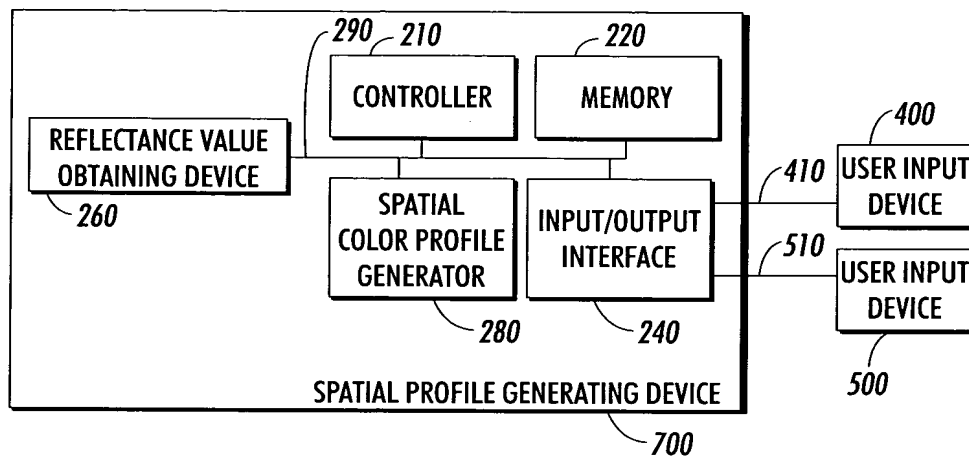 290
210
220
CONTROLLER
MEMORY
400
REFLECTANCE VALUE
OBTAINING DEVICE
260
410
USER INPUT
DEVICE
SPATIAL
COLOR PROFILE
GENERATOR
INPUT/OUTPUT
INTERFACE
510
USER INPUT
DEVICE
280
240
500
SPATIAL PROFILE GENERATING DEVICE
700